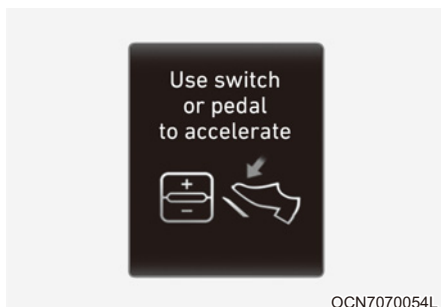 Use switch
or pedal
to accelerate
+
−
OCN7070054L